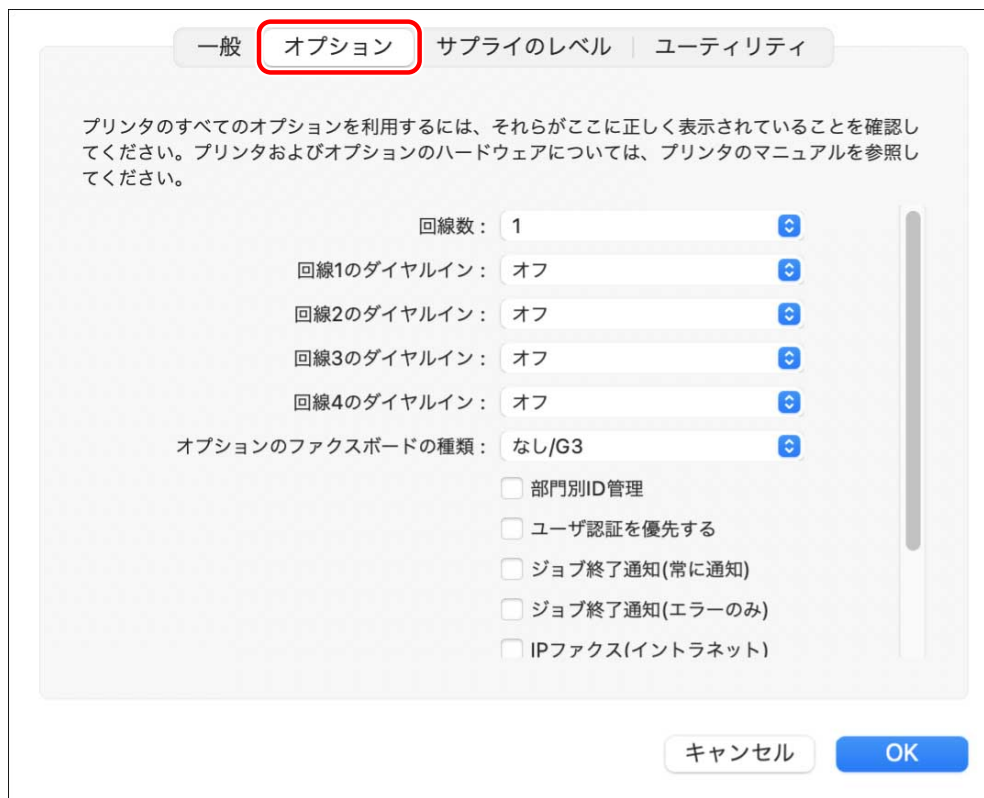 一般 オプション サプライのレベル ユーティリティ
プリンタのすべてのオプションを利用するには、それらがここに正しく表示されていることを確認し
てください。プリンタおよびオプションのハードウェアについては、プリンタのマニュアルを参照し
てください。
回線数： 1
回線1のダイヤルイン： オフ
回線2のダイヤルイン： オフ
回線3のダイヤルイン： オフ
回線4のダイヤルイン： オフ
オプションのファクスボードの種類： なし/G3
部門別ID管理
ユーザ認証を優先する
ジョブ終了通知(常に通知)
ジョブ終了通知(エラーのみ)
IPファクス(イントラネット)
キャンセル OK